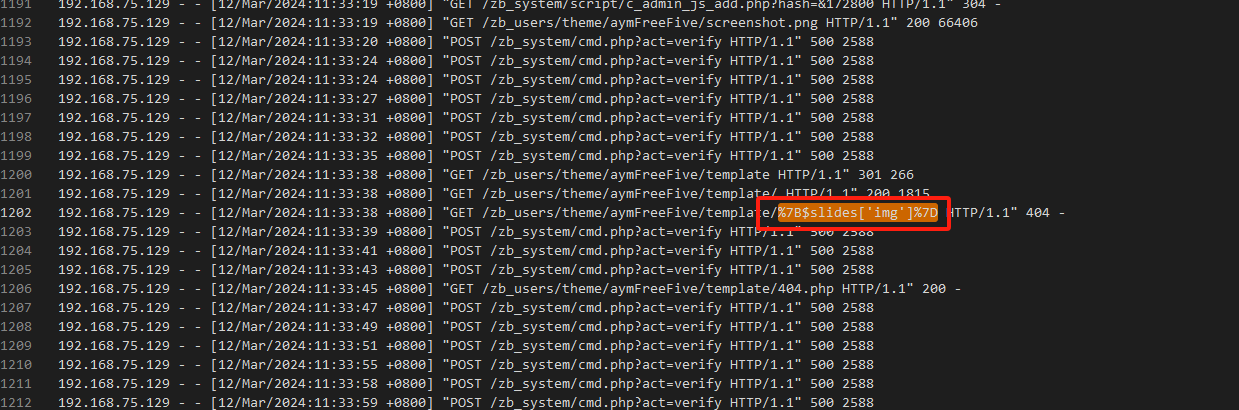 1191 192.168.75.129 - - [12/Mar/2024:11:33:19 +0800] "GET /zb_system/script/c_admin_js_add.php?hash=&172800 HTTP/1.1" 304 -
1192 192.168.75.129 - - [12/Mar/2024:11:33:19 +0800] "GET /zb_users/theme/aymFreeFive/screenshot.png HTTP/1.1" 200 66406
1193 192.168.75.129 - - [12/Mar/2024:11:33:20 +0800] "POST /zb_system/cmd.php?act=verify HTTP/1.1" 500 2588
1194 192.168.75.129 - - [12/Mar/2024:11:33:24 +0800] "POST /zb_system/cmd.php?act=verify HTTP/1.1" 500 2588
1195 192.168.75.129 - - [12/Mar/2024:11:33:24 +0800] "POST /zb_system/cmd.php?act=verify HTTP/1.1" 500 2588
1196 192.168.75.129 - - [12/Mar/2024:11:33:27 +0800] "POST /zb_system/cmd.php?act=verify HTTP/1.1" 500 2588
1197 192.168.75.129 - - [12/Mar/2024:11:33:31 +0800] "POST /zb_system/cmd.php?act=verify HTTP/1.1" 500 2588
1198 192.168.75.129 - - [12/Mar/2024:11:33:32 +0800] "POST /zb_system/cmd.php?act=verify HTTP/1.1" 500 2588
1199 192.168.75.129 - - [12/Mar/2024:11:33:35 +0800] "POST /zb_system/cmd.php?act=verify HTTP/1.1" 500 2588
1200 192.168.75.129 - - [12/Mar/2024:11:33:38 +0800] "GET /zb_users/theme/aymFreeFive/template HTTP/1.1" 301 266
1201 192.168.75.129 - - [12/Mar/2024:11:33:38 +0800] "GET /zb_users/theme/aymFreeFive/template/ HTTP/1.1" 200 1815
1202 192.168.75.129 - - [12/Mar/2024:11:33:38 +0800] "GET /zb_users/theme/aymFreeFive/template/%7B$slides['img']%7D HTTP/1.1" 404 -
1203 192.168.75.129 - - [12/Mar/2024:11:33:39 +0800] "POST /zb_system/cmd.php?act=verify HTTP/1.1" 500 2588
1204 192.168.75.129 - - [12/Mar/2024:11:33:41 +0800] "POST /zb_system/cmd.php?act=verify HTTP/1.1" 500 2588
1205 192.168.75.129 - - [12/Mar/2024:11:33:43 +0800] "POST /zb_system/cmd.php?act=verify HTTP/1.1" 500 2588
1206 192.168.75.129 - - [12/Mar/2024:11:33:45 +0800] "GET /zb_users/theme/aymFreeFive/template/404.php HTTP/1.1" 200 -
1207 192.168.75.129 - - [12/Mar/2024:11:33:47 +0800] "POST /zb_system/cmd.php?act=verify HTTP/1.1" 500 2588
1208 192.168.75.129 - - [12/Mar/2024:11:33:49 +0800] "POST /zb_system/cmd.php?act=verify HTTP/1.1" 500 2588
1209 192.168.75.129 - - [12/Mar/2024:11:33:51 +0800] "POST /zb_system/cmd.php?act=verify HTTP/1.1" 500 2588
1210 192.168.75.129 - - [12/Mar/2024:11:33:55 +0800] "POST /zb_system/cmd.php?act=verify HTTP/1.1" 500 2588
1211 192.168.75.129 - - [12/Mar/2024:11:33:58 +0800] "POST /zb_system/cmd.php?act=verify HTTP/1.1" 500 2588
1212 192.168.75.129 - - [12/Mar/2024:11:33:59 +0800] "POST /zb_system/cmd.php?act=verify HTTP/1.1" 500 2588